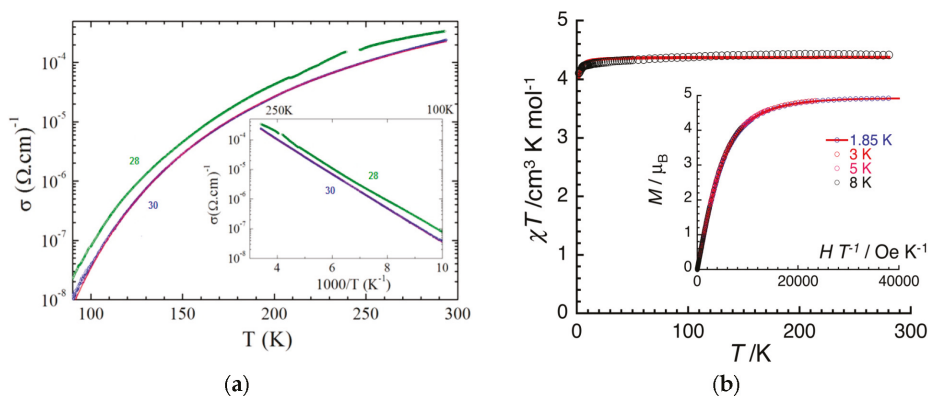 10⁻⁴
10⁻⁵
10⁻⁶
10⁻⁷
10⁻⁸
σ (Ω.cm)⁻¹
28
30
100
150
200
250
300
T (K)
250K
100K
10⁻³
10⁻⁴
10⁻⁵
10⁻⁶
10⁻⁷
10⁻⁸
σ(Ω.cm)⁻¹
28
30
4
6
8
10
1000/T (K⁻¹)
(a)
5
4
3
2
1
0
χT /cm³ K mol⁻¹
0
100
200
300
T /K
5
4
3
2
1
0
M / μB
1.85 K
3 K
5 K
8 K
H T⁻¹ / Oe K⁻¹
0
20000
40000
(b)